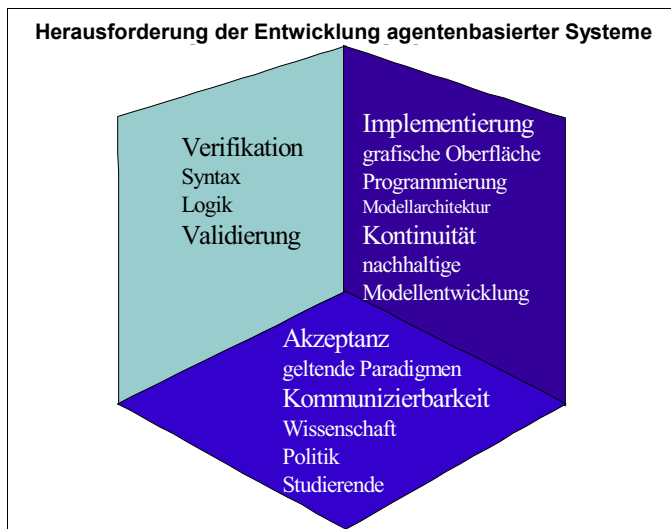 Herausforderung der Entwicklung agentenbasierter Systeme
Verifikation
Syntax
Logik
Validierung
Implementierung
grafische Oberfläche
Programmierung
Modellarchitektur
Kontinuität
nachhaltige
Modellentwicklung
Akzeptanz
geltende Paradigmen
Kommunizierbarkeit
Wissenschaft
Politik
Studierende